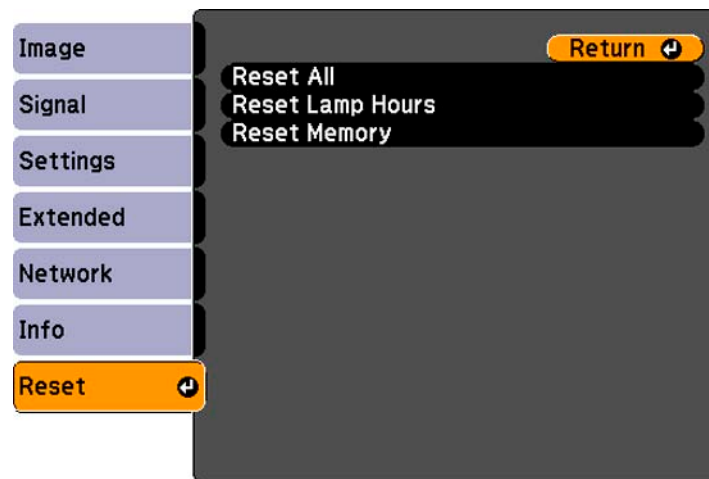 Image
Signal
Settings
Extended
Network
Info
Reset
Return
Reset All
Reset Lamp Hours
Reset Memory